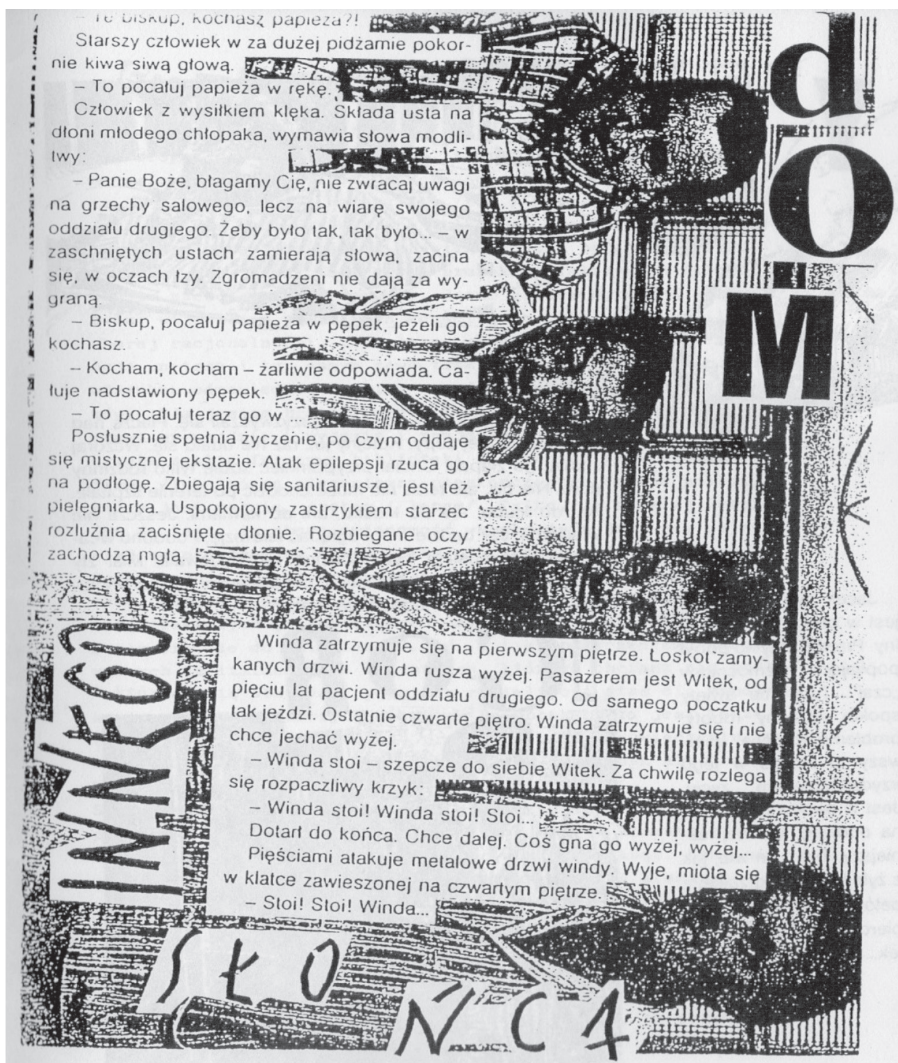 – Te biskup, kochasz papieża?!
Starszy człowiek w za dużej pidżamie pokor-
nie kiwa siwą głową.
– To pocałuj papieża w rękę.
Człowiek z wysiłkiem klęka. Składa usta na
dłoni młodego chłopaka, wymawia słowa modli-
twy:
– Panie Boże, błagamy Cię, nie zwracaj uwagi
na grzechy salowego, lecz na wiarę swojego
oddziału drugiego. Żeby było tak, tak było... – w
zaschniętych ustach zamierają słowa, zacina
się, w oczach łzy. Zgromadzeni nie dają za wy-
graną.
– Biskup, pocałuj papieża w pępek, jeżeli go
kochasz.
– Kocham, kocham – żarliwie odpowiada. Ca-
łuje nadstawiony pępek.
– To pocałuj teraz go w ...
Posłusznie spełnia życzenie, po czym oddaje
się mistycznej ekstazie. Atak epilepsji rzuca go
na podłogę. Zbiegają się sanitariusze, jest też
pielęgniarka. Uspokojony zastrzykiem starzec
rozluźnia zaciśnięte dłonie. Rozbiegane oczy
zachodzą mgłą.
dOM
INNEGO
Winda zatrzymuje się na pierwszym piętrze. Łoskot zamy-
kanych drzwi. Winda rusza wyżej. Pasażerem jest Witek, od
pięciu lat pacjent oddziału drugiego. Od samego początku
tak jeździ. Ostatnie czwarte piętro. Winda zatrzymuje się i nie
chce jechać wyżej.
– Winda stoi – szepcze do siebie Witek. Za chwilę rozlega
się rozpaczliwy krzyk:
– Winda stoi! Winda stoi! Stoi...
Dotarł do końca. Chce dalej. Coś gna go wyżej, wyżej...
Pięściami atakuje metalowe drzwi windy. Wyje, miota się
w klatce zawieszonej na czwartym piętrze.
– Stoi! Stoi! Winda...
SŁOŃCA